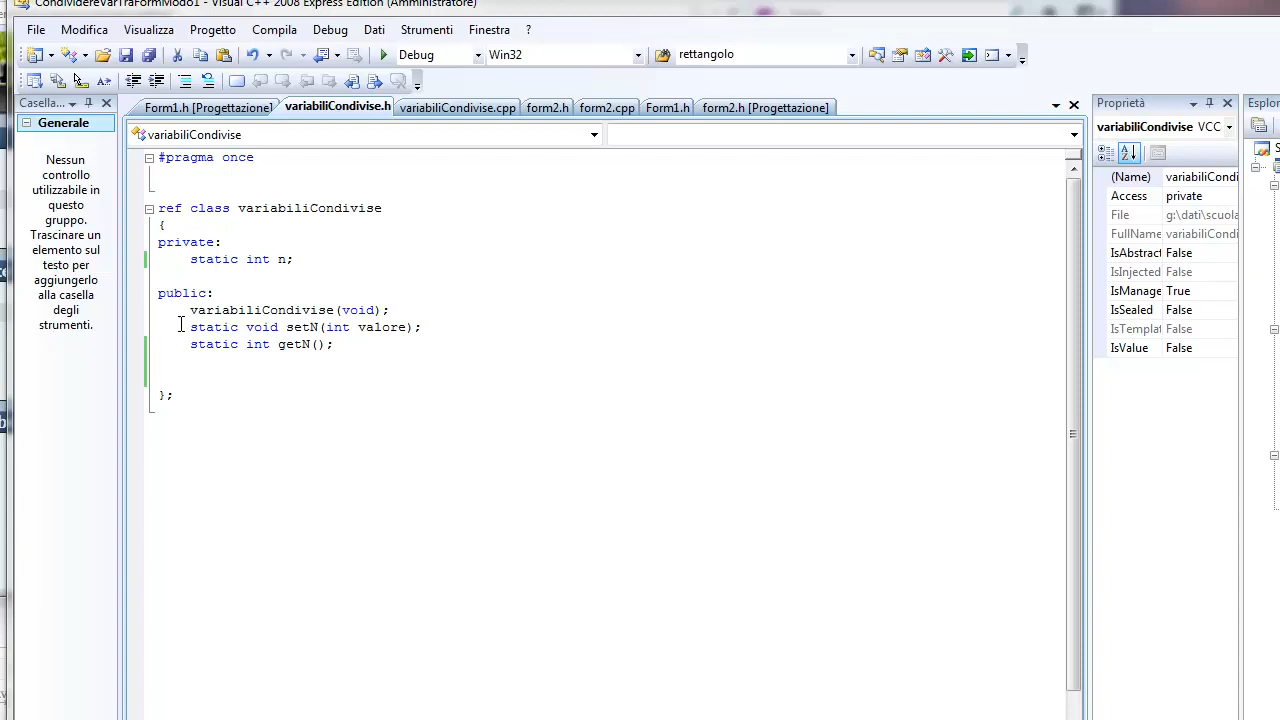 CondividereVarTraFormModo1 - Visual C++ 2008 Express Edition (Amministratore)
File Modifica Visualizza Progetto Compila Debug Dati Strumenti Finestra ?
Debug Win32 rettangolo
Casella... Form1.h [Progettazione] variabiliCondivise.h variabiliCondivise.cpp form2.h form2.cpp Form1.h form2.h [Progettazione] Proprietà Esplor
Generale
Nessun
controllo
utilizzabile in
questo
gruppo.
Trascinare un
elemento sul
testo per
aggiungerlo
alla casella
degli
strumenti.
variabiliCondivise
#pragma once
ref class variabiliCondivise
{
private:
static int n;
public:
variabiliCondivise(void);
static void setN(int valore);
static int getN();
};
variabiliCondivise VCC
(Name) variabiliCondi
Access private
File g:\dati\scuola
FullName variabiliCondi
IsAbstract False
IsInjected False
IsManage True
IsSealed False
IsTemplat False
IsValue False